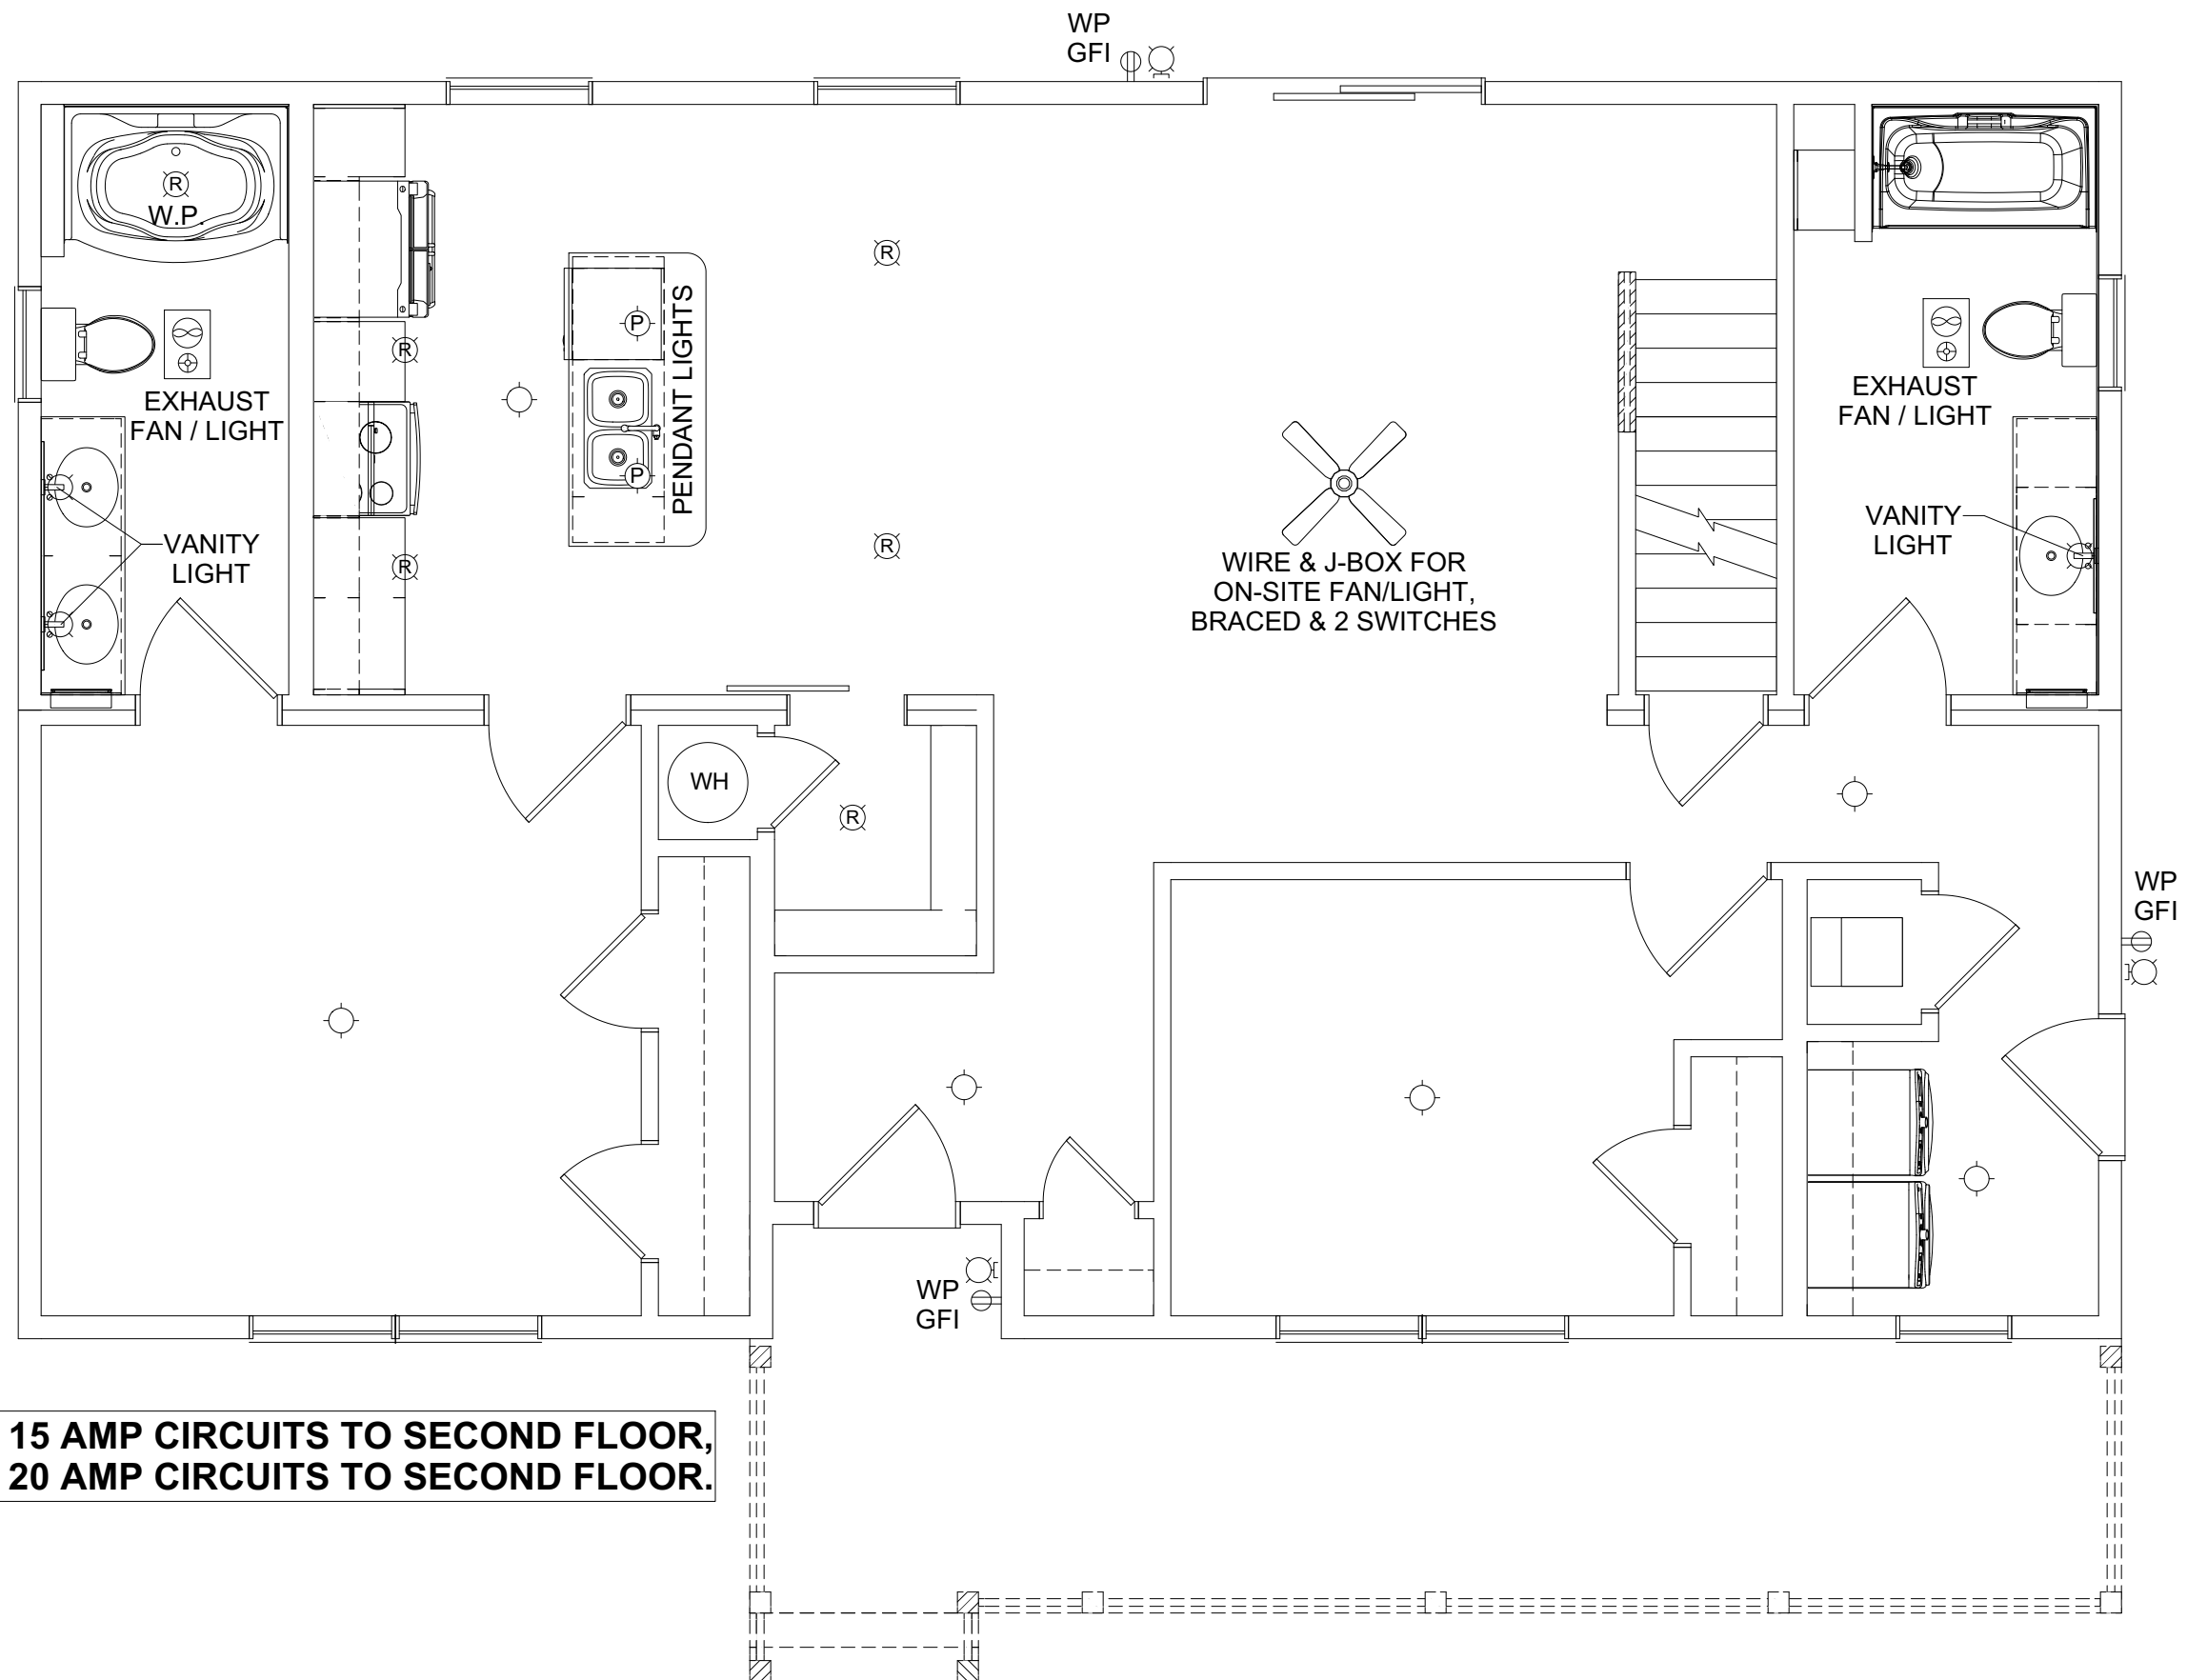 WP
GFI
R
W.P.
R
R
P
PENDANT LIGHTS
P
R
R
EXHAUST
FAN / LIGHT
VANITY
LIGHT
WIRE & J-BOX FOR
ON-SITE FAN/LIGHT,
BRACED & 2 SWITCHES
EXHAUST
FAN / LIGHT
VANITY
LIGHT
WH
R
WP
GFI
WP
GFI
15 AMP CIRCUITS TO SECOND FLOOR,
20 AMP CIRCUITS TO SECOND FLOOR.